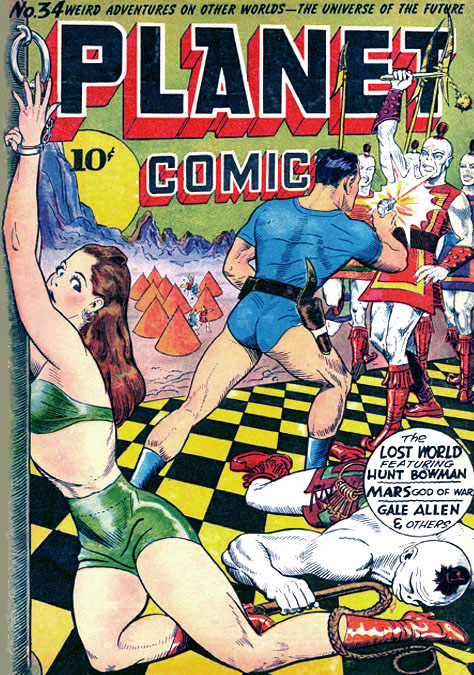 No.34 WEIRD ADVENTURES ON OTHER WORLDS—THE UNIVERSE OF THE FUTURE
PLANET
COMIC
10¢
The
LOST WORLD
FEATURING
HUNT BOWMAN
MARS GOD OF WAR
GALE ALLEN
& OTHERS